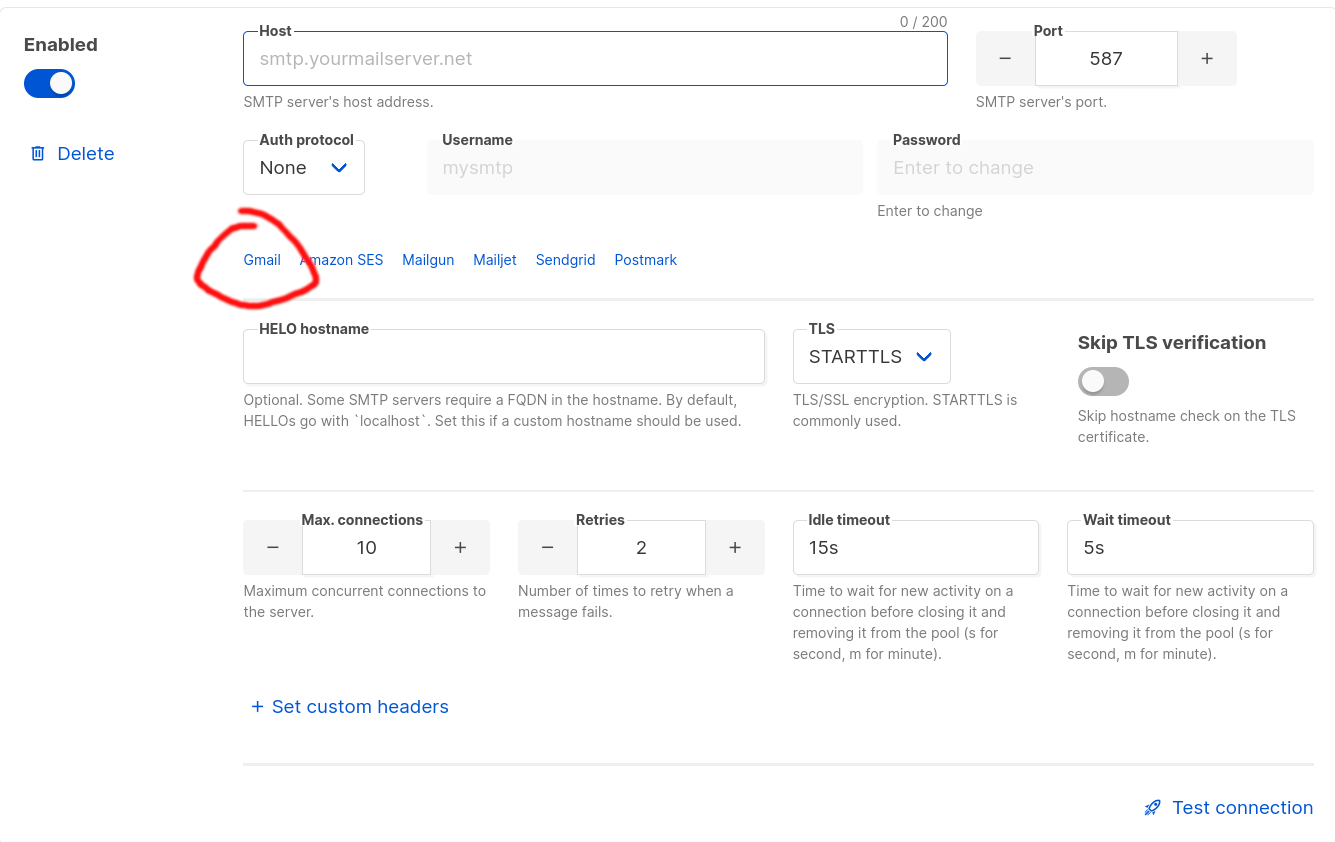 0 / 200
Enabled
Host
Port
smtp.yourmailserver.net
− 587 +
SMTP server's host address.
SMTP server's port.
Delete
Auth protocol
Username
Password
None
mysmtp
Enter to change
Enter to change
Gmail Amazon SES Mailgun Mailjet Sendgrid Postmark
HELO hostname
Optional. Some SMTP servers require a FQDN in the hostname. By default,
HELLOs go with `localhost`. Set this if a custom hostname should be used.
TLS
STARTTLS
TLS/SSL encryption. STARTTLS is
commonly used.
Skip TLS verification
Skip hostname check on the TLS
certificate.
Max. connections
− 10 +
Maximum concurrent connections to
the server.
Retries
− 2 +
Number of times to retry when a
message fails.
Idle timeout
15s
Time to wait for new activity on a
connection before closing it and
removing it from the pool (s for
second, m for minute).
Wait timeout
5s
Time to wait for new activity on a
connection before closing it and
removing it from the pool (s for
second, m for minute).
+ Set custom headers
Test connection